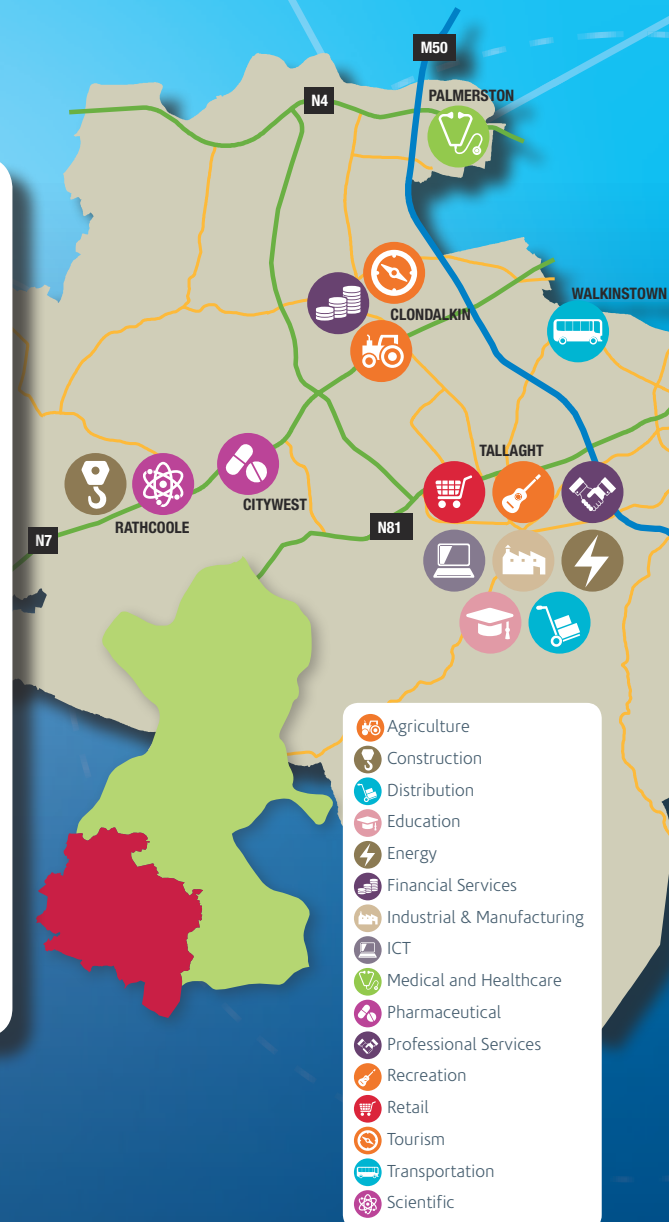 M50
PALMERSTON
N4
WALKINSTOWN
CLONDALKIN
TALLAGHT
CITYWEST
RATHCOOLE
N81
N7
Agriculture
Construction
Distribution
Education
Energy
Financial Services
Industrial & Manufacturing
ICT
Medical and Healthcare
Pharmaceutical
Professional Services
Recreation
Retail
Tourism
Transportation
Scientific